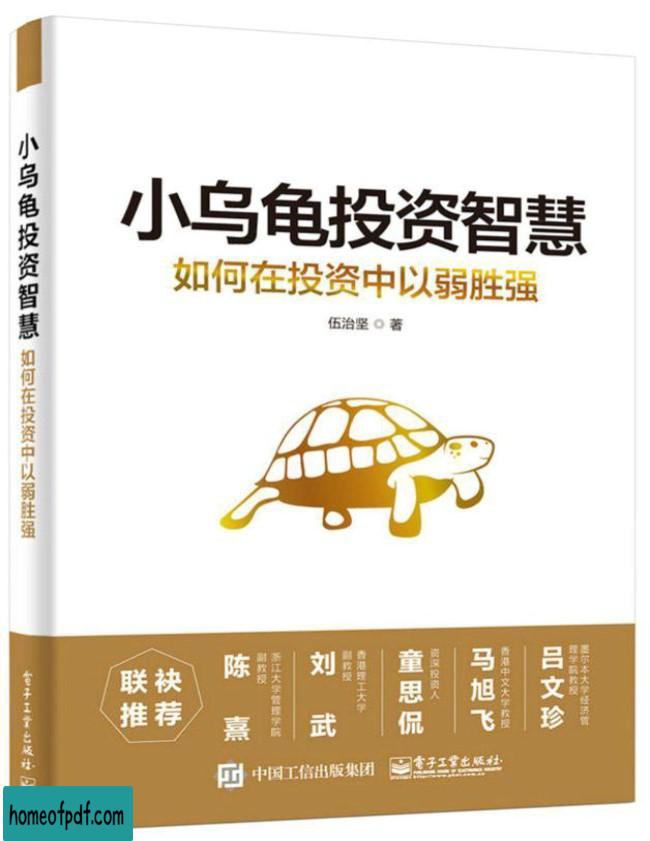 小乌龟投资智慧
如何在投资中以弱胜强
伍治坚 ◎ 著
小乌龟投资智慧
如何在投资中以弱胜强
电子工业出版社
联袂
推荐
陈熹
浙江大学管理学院
副教授
刘武
香港理工大学
副教授
童思侃
资深投资人
马旭飞
香港中文大学教授
吕文珍
墨尔本大学经济管
理学院教授
中国工信出版集团
电子工业出版社
homeofpdf.com